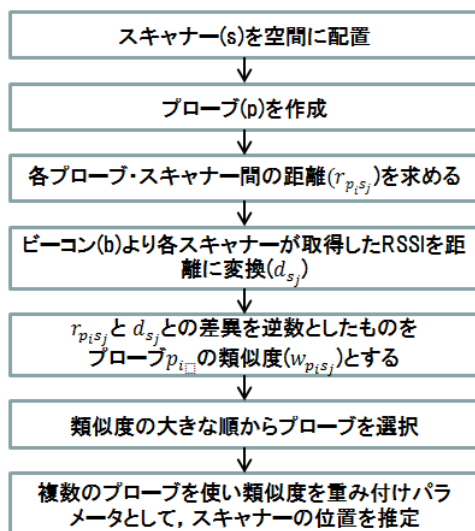 スキャナー(s)を空間に配置
プローブ(p)を作成
各プローブ・スキャナー間の距離(r_{p_i s_j})を求める
ビーコン(b)より各スキャナーが取得したRSSIを距
離に変換(d_{s_j})
r_{p_i s_j}と d_{s_j}との差異を逆数としたものを
プローブp_{i□}の類似度(w_{p_i s_j})とする
類似度の大きな順からプローブを選択
複数のプローブを使い類似度を重み付けパラ
メータとして, スキャナーの位置を推定